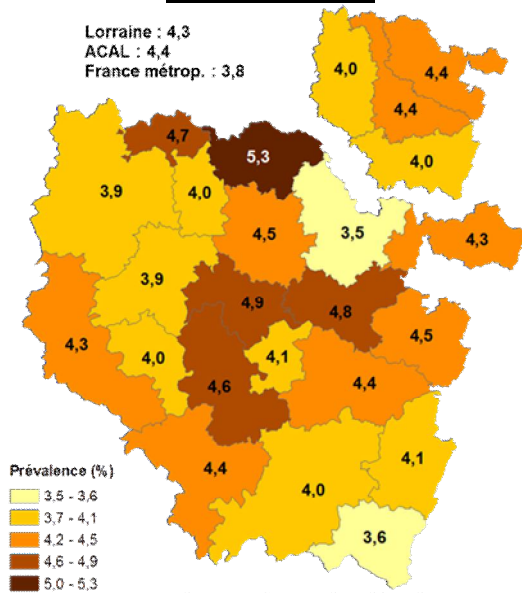 Lorraine : 4,3
ACAL : 4,4
France métrop. : 3,8
4,0
4,4
4,4
4,0
4,7
5,3
3,9
4,0
4,5
3,5
4,3
3,9
4,9
4,8
4,5
4,3
4,0
4,1
4,6
4,4
4,4
4,1
4,0
3,6
Prévalence (%)
3,5 - 3,6
3,7 - 4,1
4,2 - 4,5
4,6 - 4,9
5,0 - 5,3